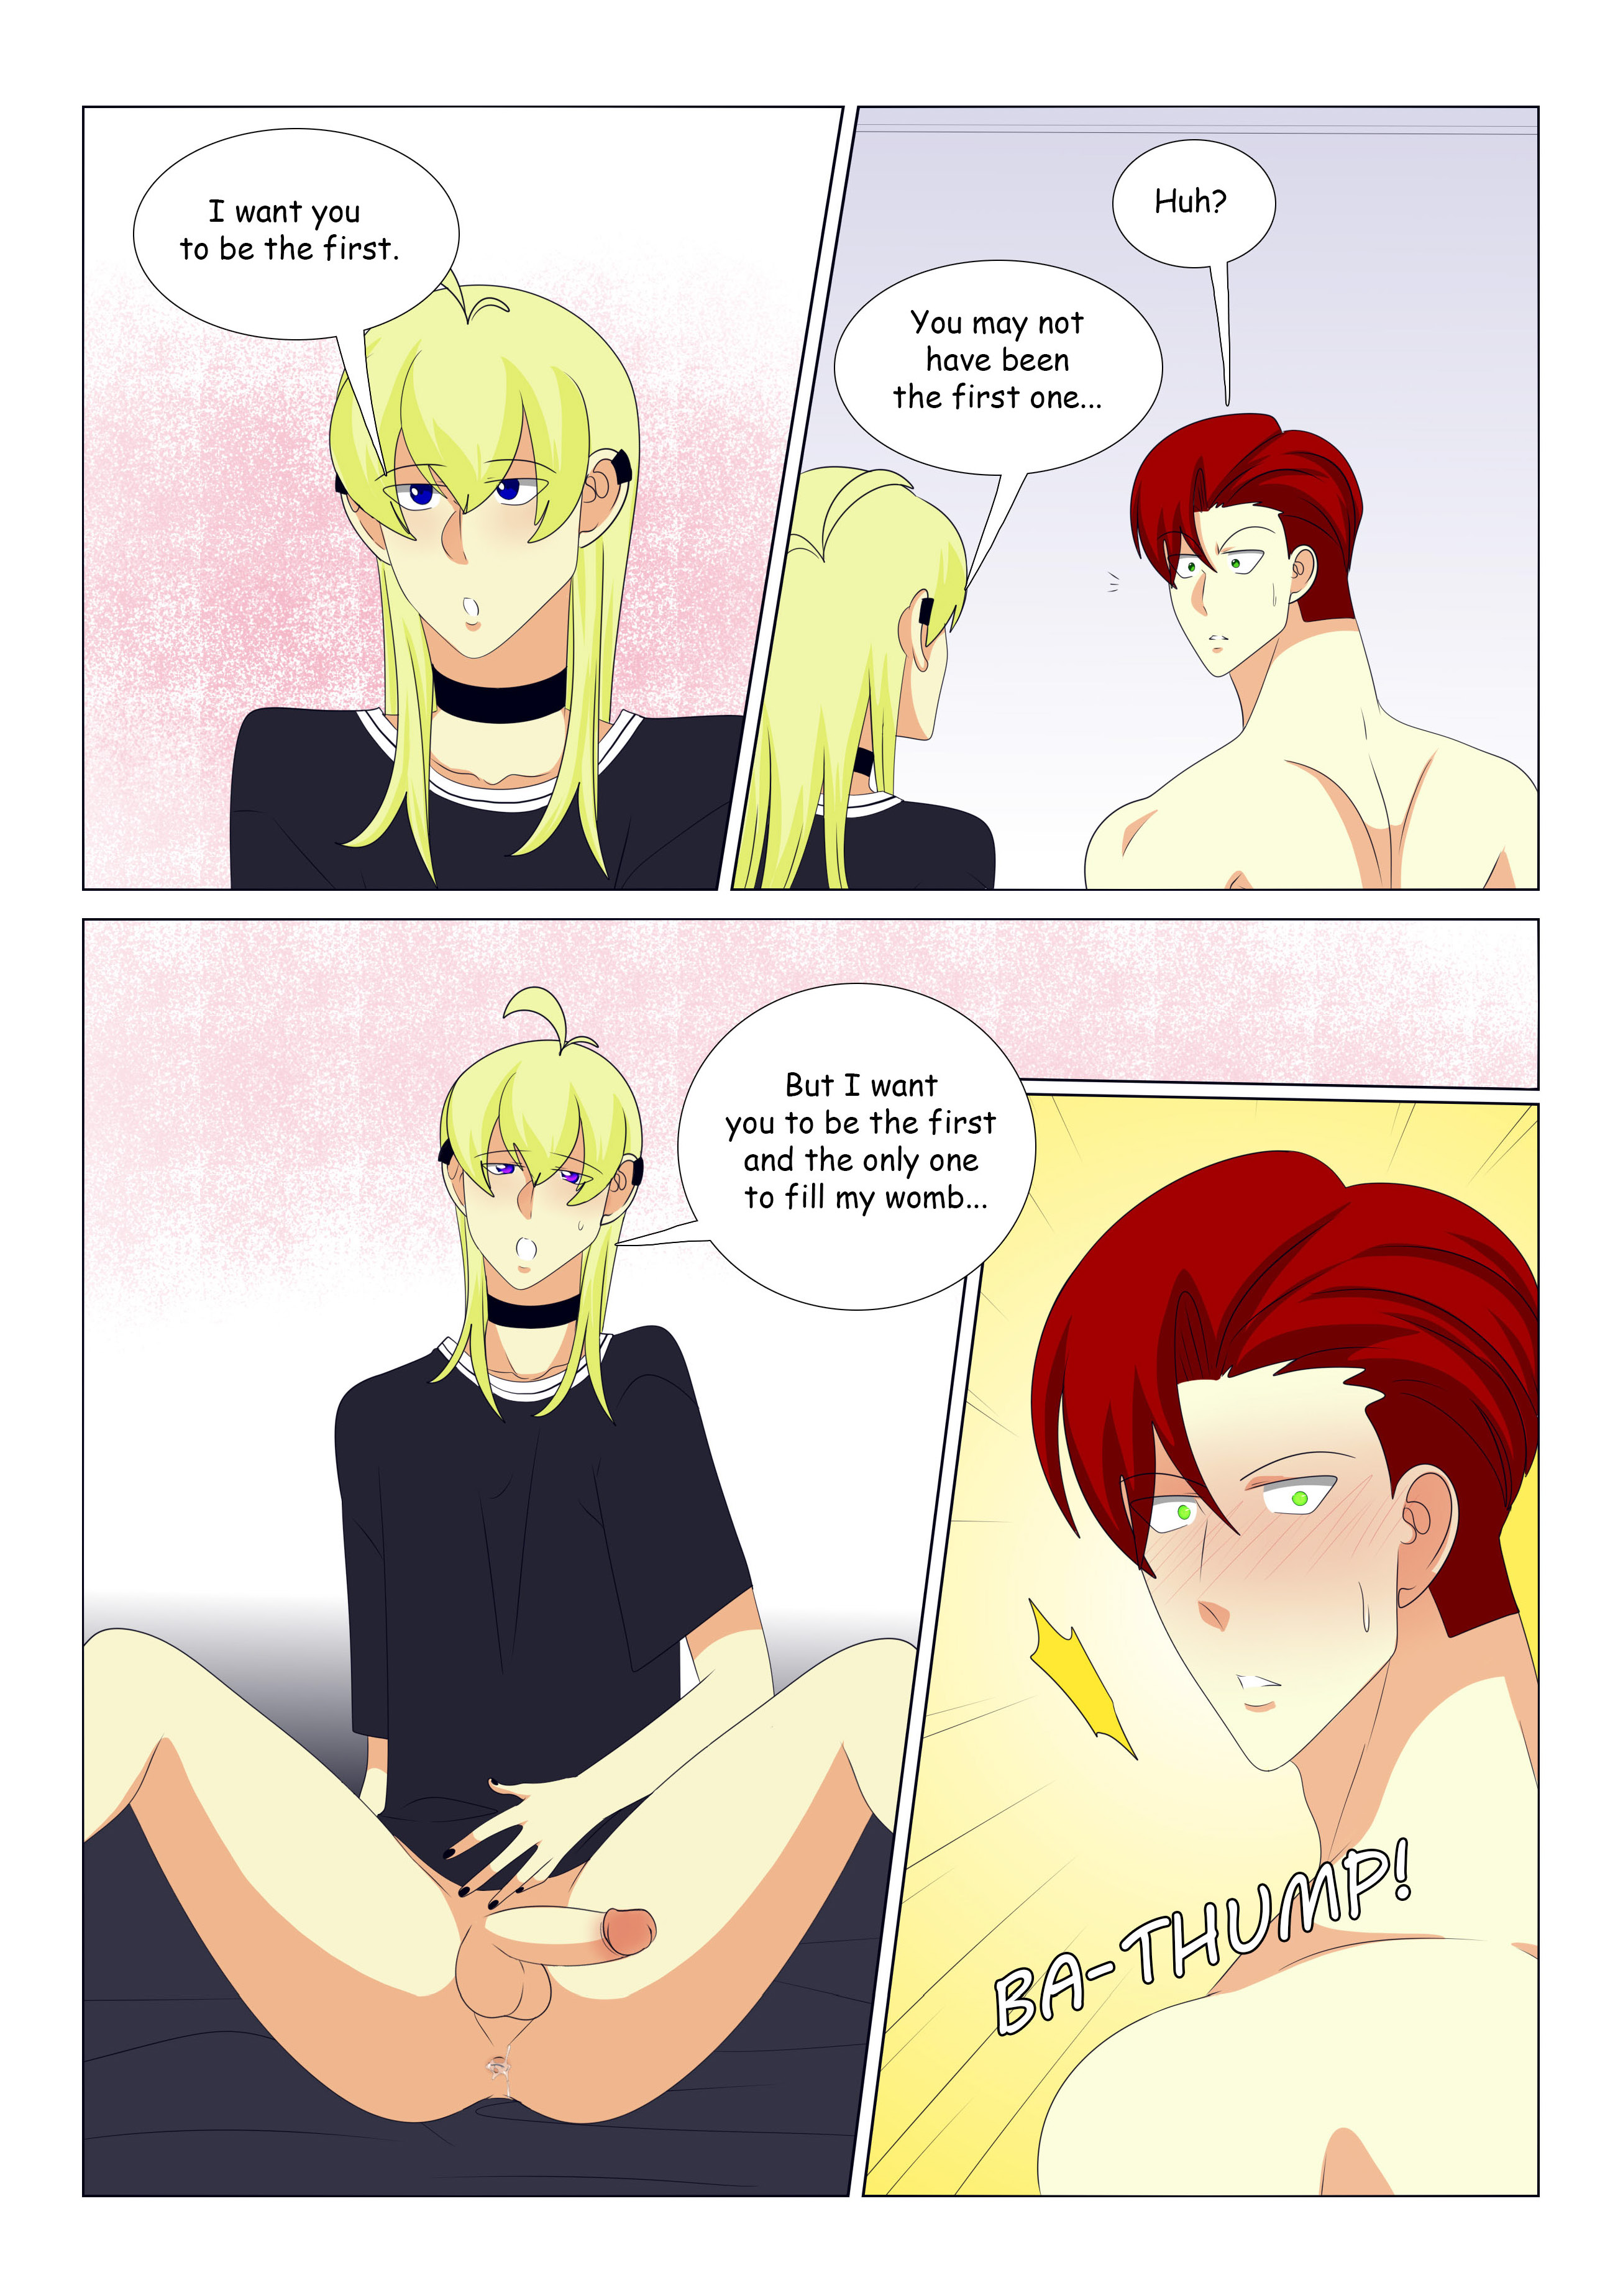 I want you
to be the first.
Huh?
You may not
have been
the first one...
But I want
you to be the first
and the only one
to fill my womb...
BA-THUMP!